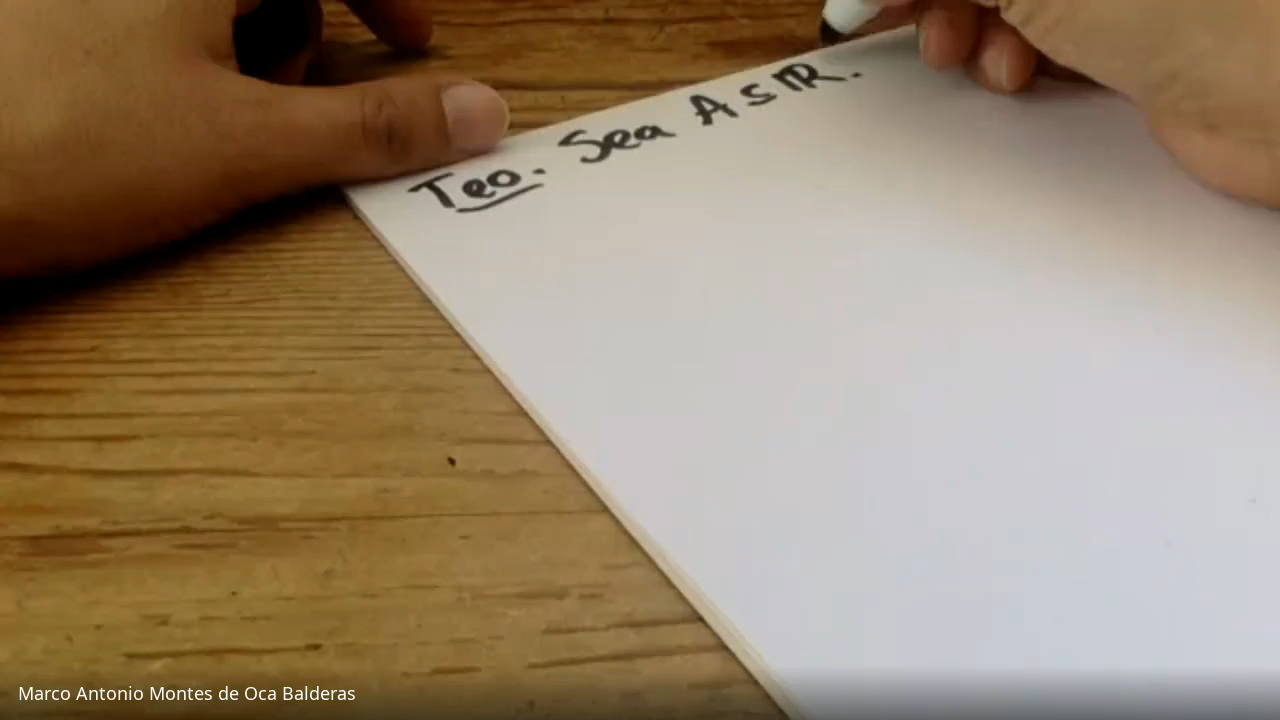 Teo. Sea A ⊆ ℝ.
Marco Antonio Montes de Oca Balderas